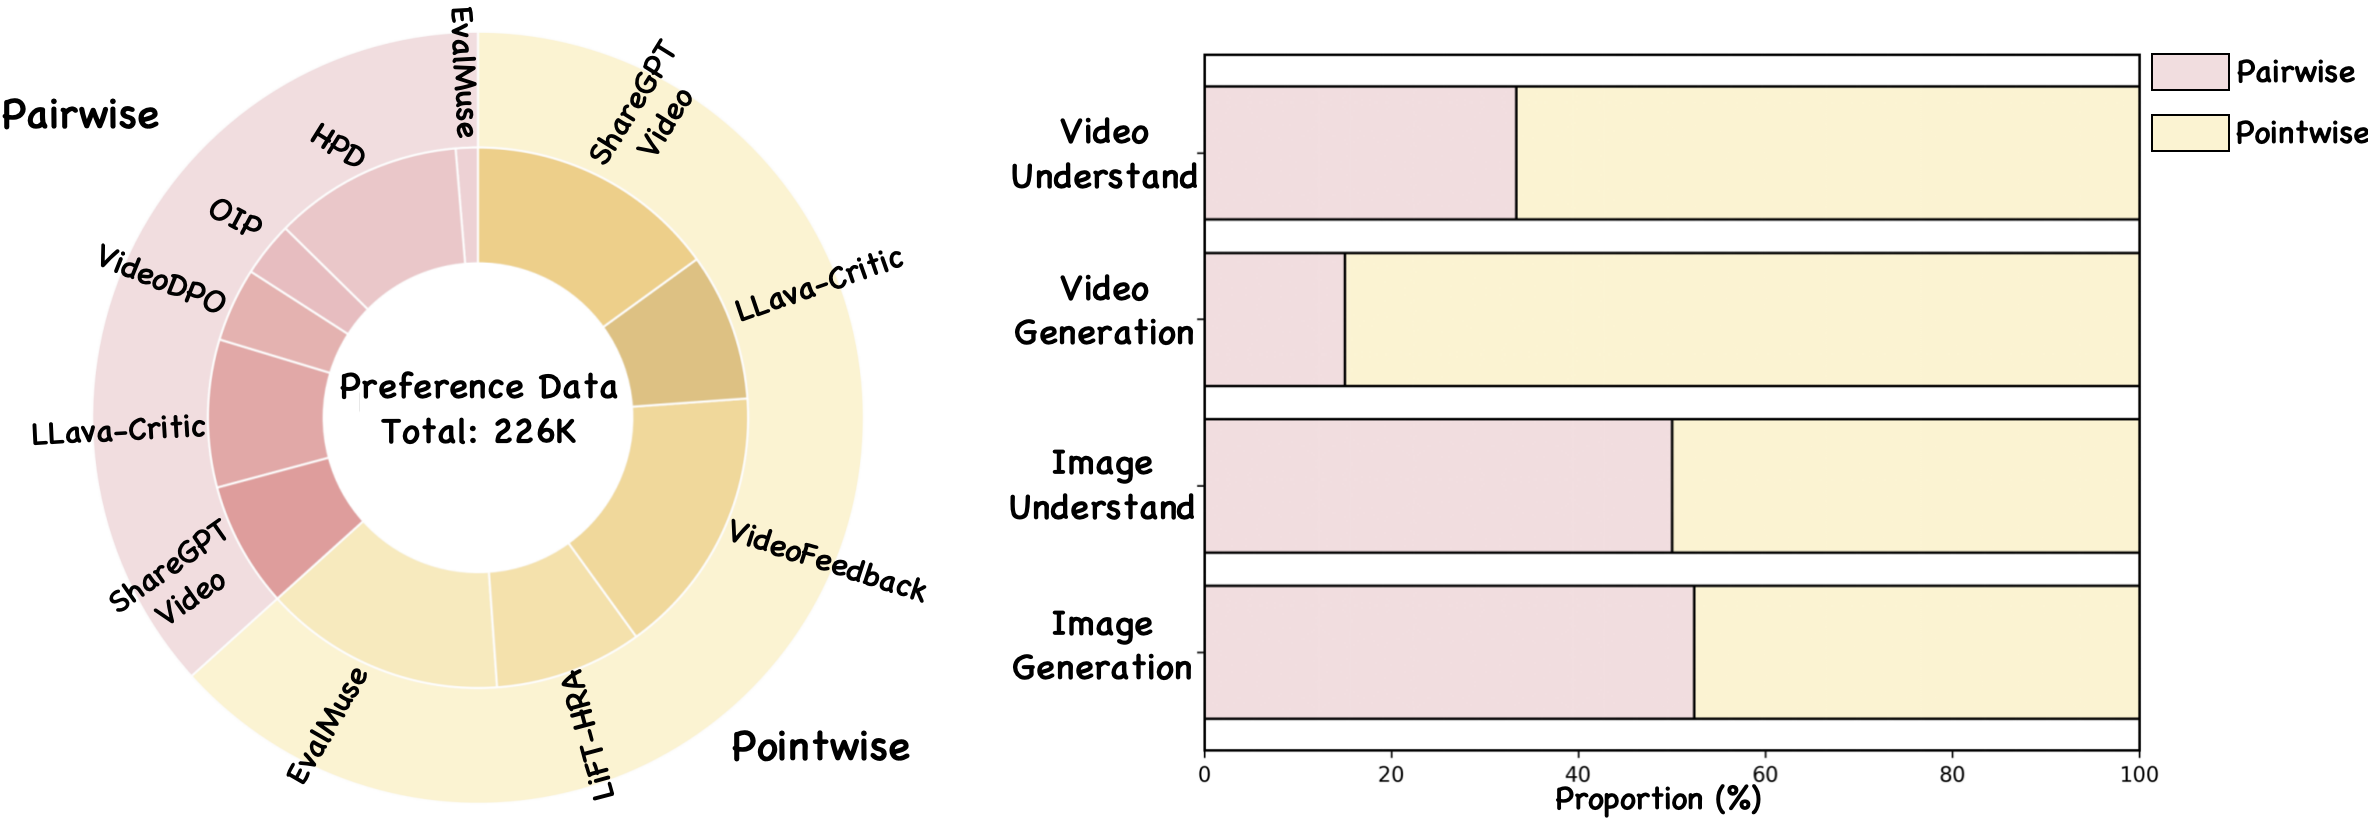 Pairwise
EvalMuse
HPD
OIP
VideoDPO
LLava-Critic
ShareGPT
Video
ShareGPT
Video
LLava-Critic
VideoFeedback
LiFT-HRA
EvalMuse
Pointwise
Preference Data
Total: 226K
Pairwise
Pointwise
Video
Understand
Video
Generation
Image
Understand
Image
Generation
0 20 40 60 80 100
Proportion (%)